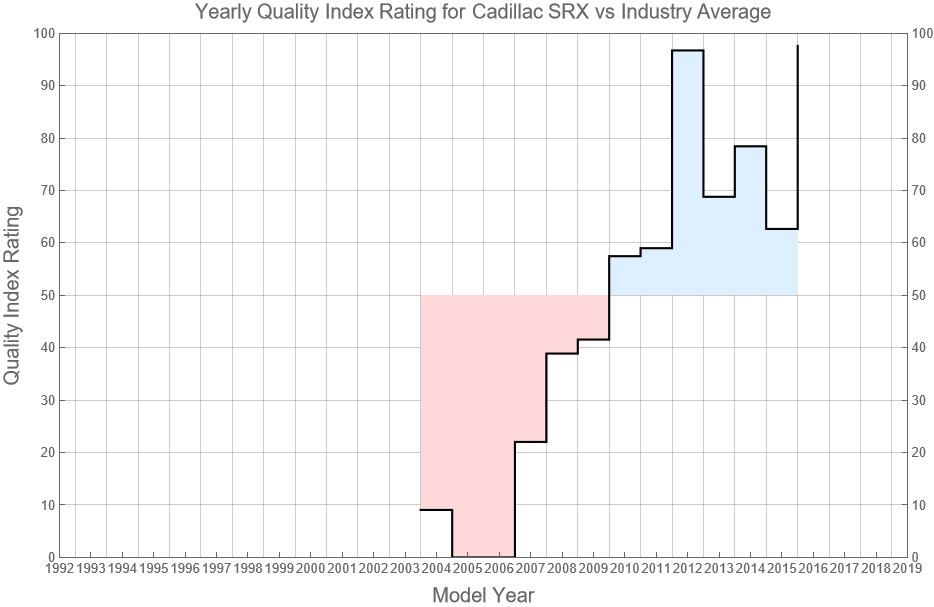 Yearly Quality Index Rating for Cadillac SRX vs Industry Average
100 100
90 90
80 80
70 70
60 60
50 50
40 40
30 30
20 20
10 10
0 0
Quality Index Rating
1992 1993 1994 1995 1996 1997 1998 1999 2000 2001 2002 2003 2004 2005 2006 2007 2008 2009 2010 2011 2012 2013 2014 2015 2016 2017 2018 2019
Model Year